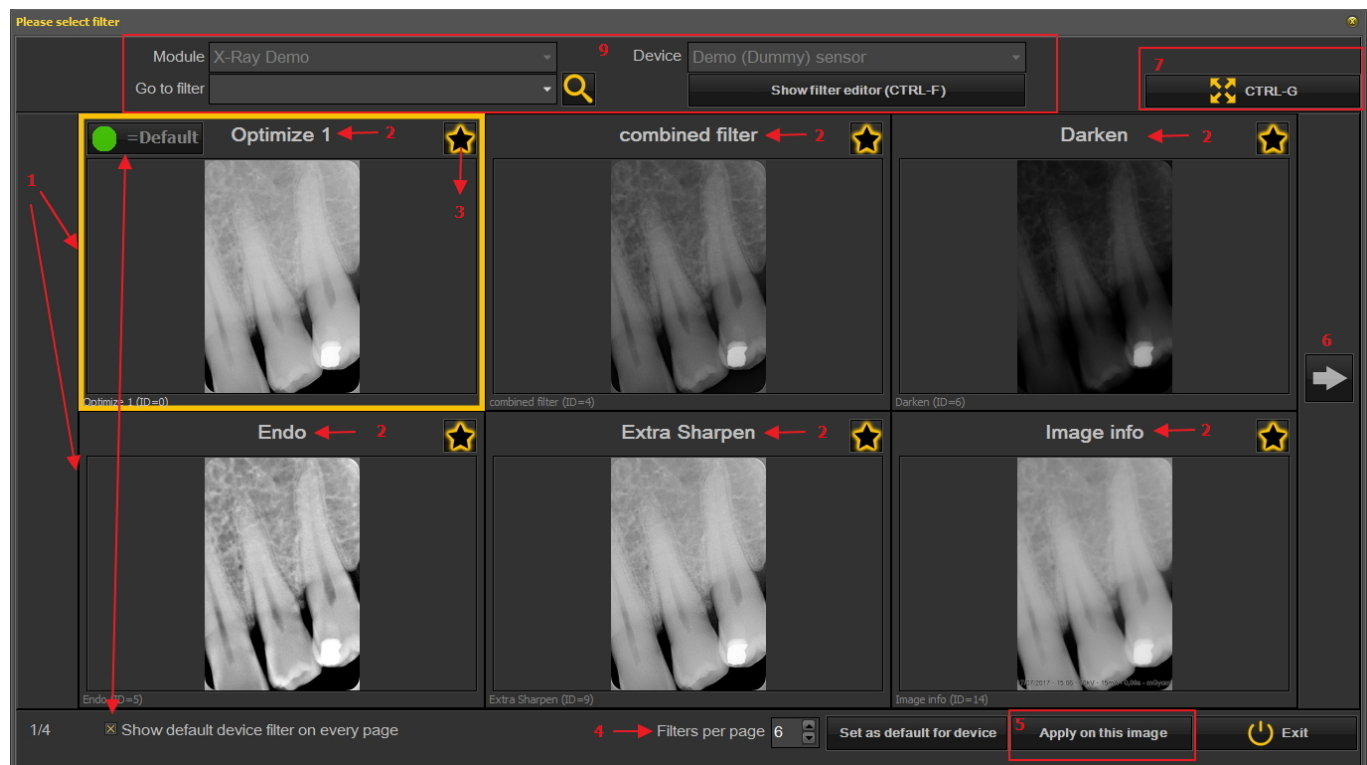 Please select filter
Module X-Ray Demo 9 Device Demo (Dummy) sensor 7
Go to filter Show filter editor (CTRL-F) CTRL-G
=Default Optimize 1 2 combined filter 2 Darken 2
1 3
6
Optimize 1 (ID=0) combined filter (ID=4) Darken (ID=6)
Endo 2 Extra Sharpen 2 Image info 2
Endo (ID=5) Extra Sharpen (ID=9) Image info (ID=14)
1/4 Show default device filter on every page 4 Filters per page 6 Set as default for device 5 Apply on this image Exit